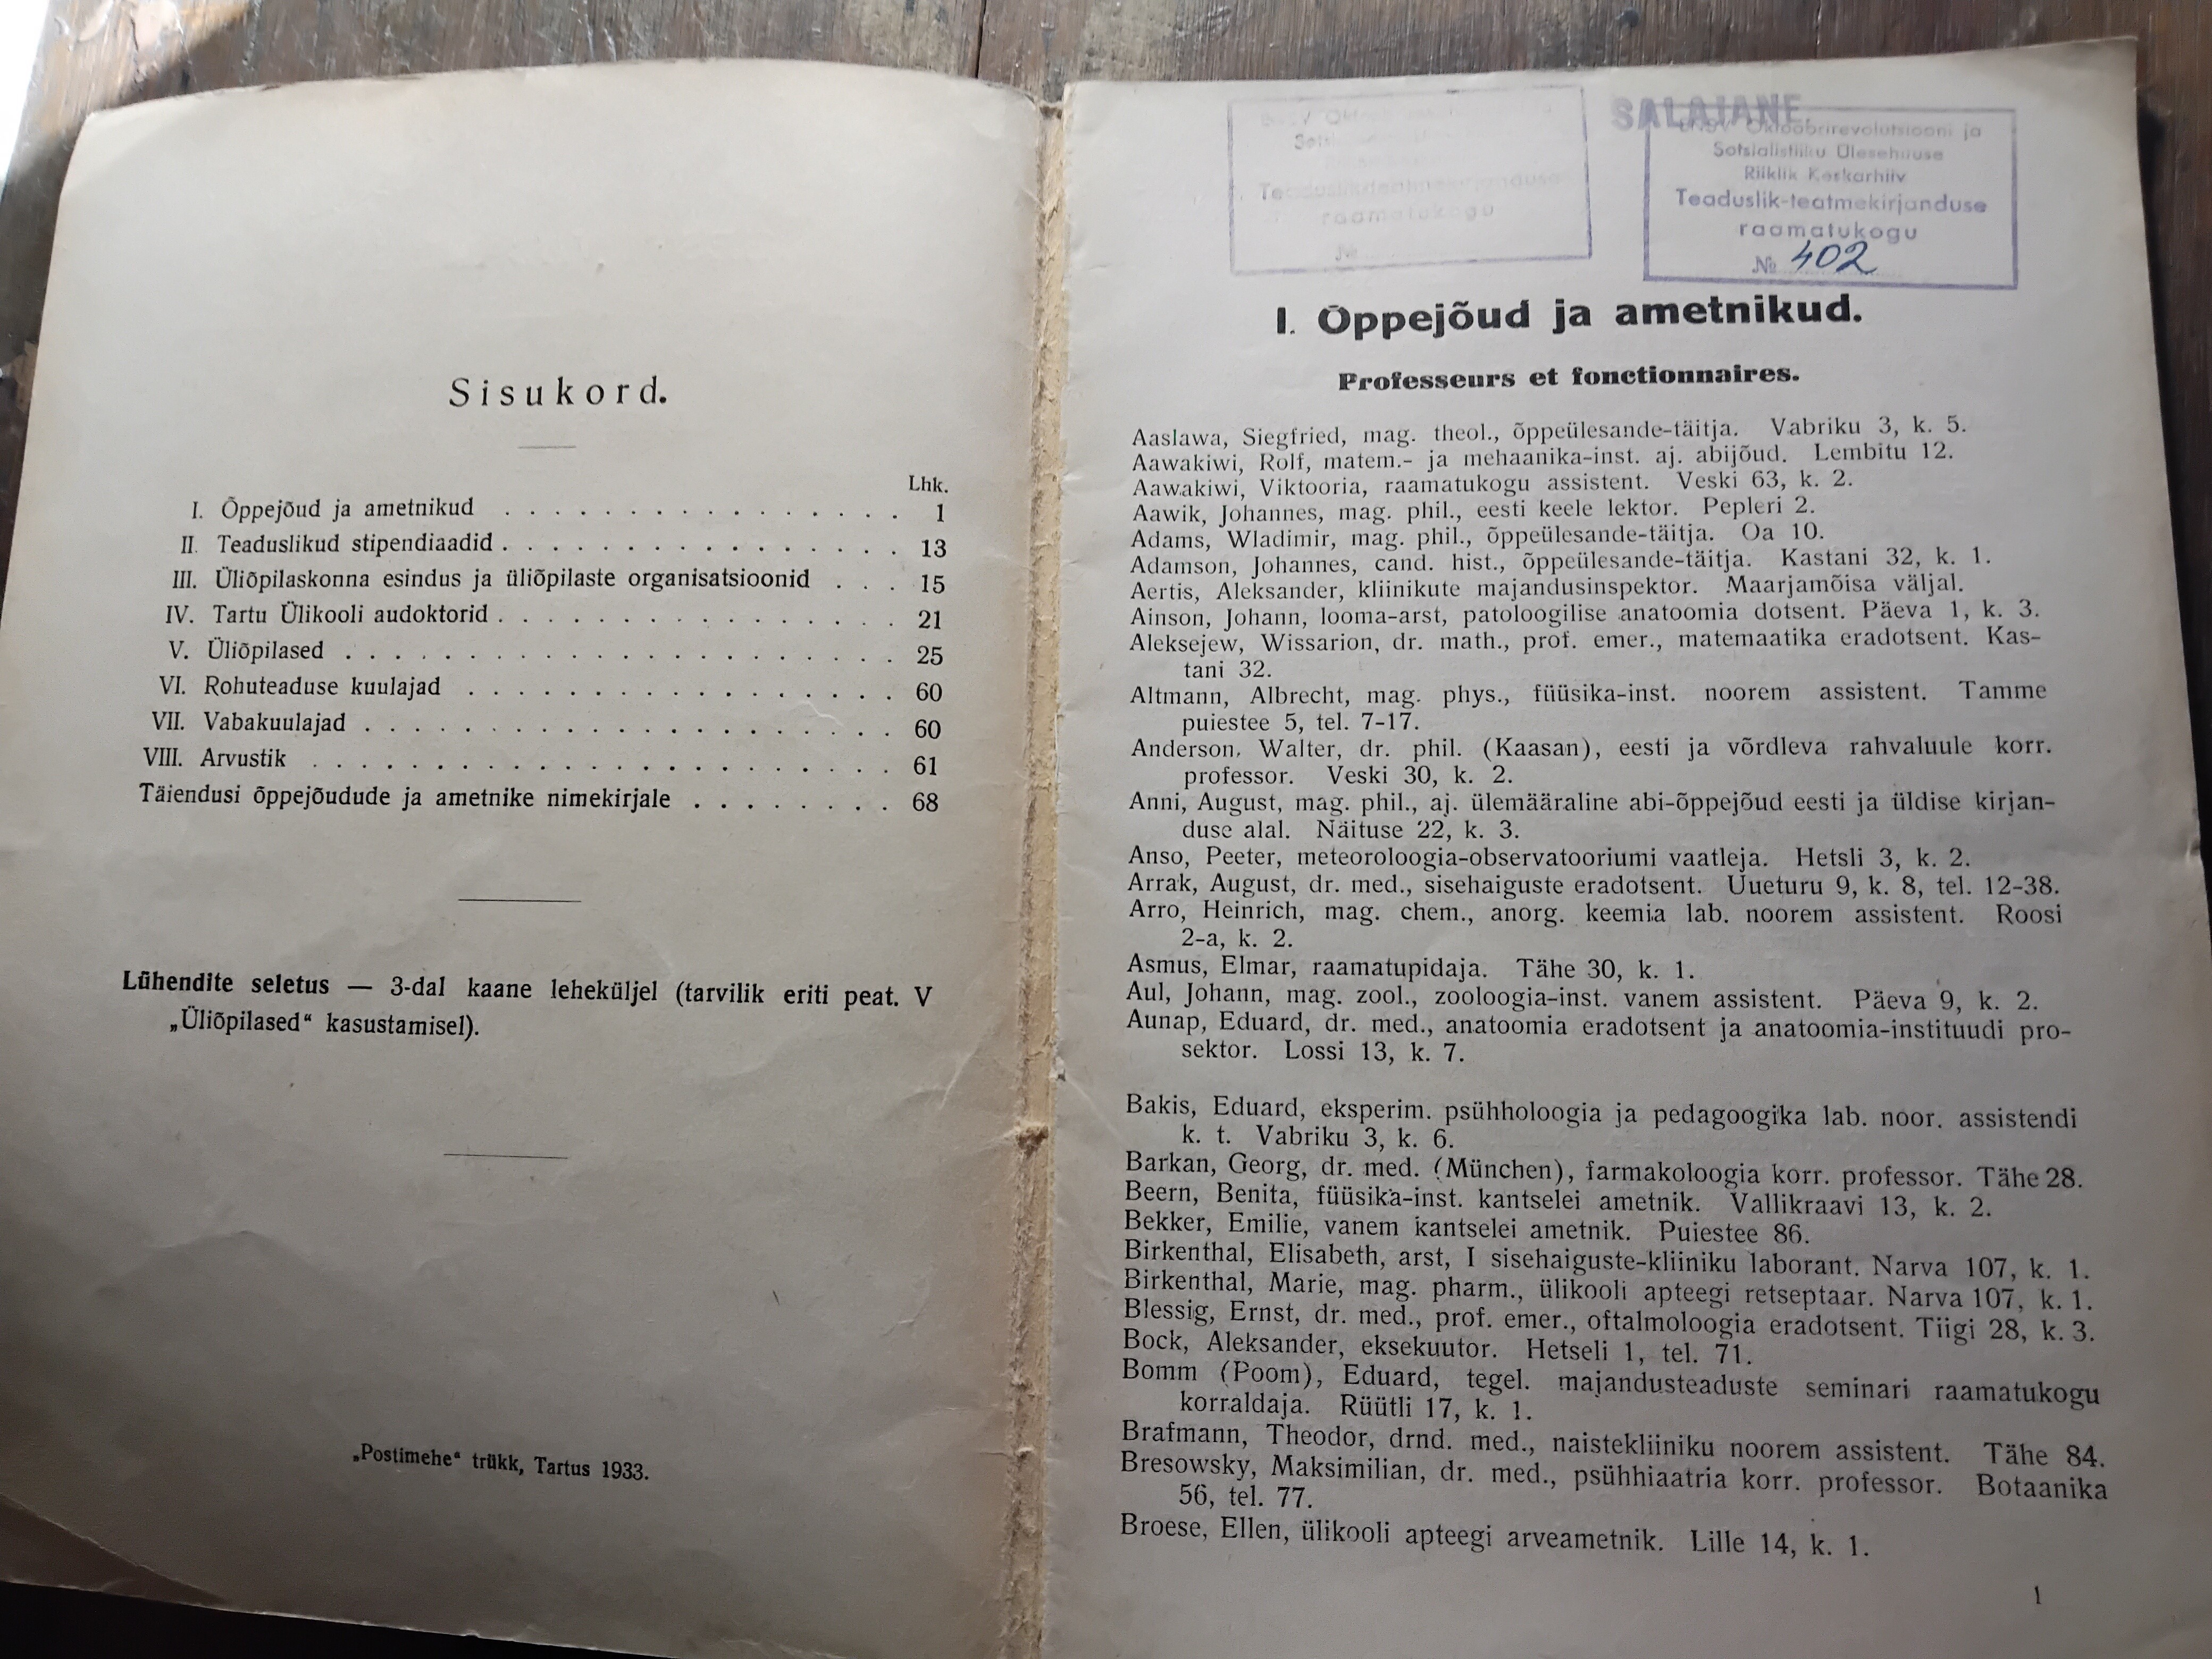 Sisukord.
Lhk.
I. Õppejõud ja ametnikud . . . . . . . . . . . . . . . . 1
II. Teaduslikud stipendiaadid . . . . . . . . . . . . . . . 13
III. Üliõpilaskonna esindus ja üliõpilaste organisatsioonid . . . 15
IV. Tartu Ülikooli audoktorid . . . . . . . . . . . . . . . 21
V. Üliõpilased . . . . . . . . . . . . . . . . . . . . . 25
VI. Rohuteaduse kuulajad . . . . . . . . . . . . . . . . 60
VII. Vabakuulajad . . . . . . . . . . . . . . . . . . . . 60
VIII. Arvustik . . . . . . . . . . . . . . . . . . . . . . 61
Täiendusi õppejõudude ja ametnike nimekirjale . . . . . . . . 68
Lühendite seletus — 3-dal kaane leheküljel (tarvilik eriti peat. V
„Üliõpilased“ kasustamisel).
„Postimehe“ trükk, Tartus 1933.
Teaduslik-teatmekirjanduse
raamatukogu
№
SALAJANE.
ENSV Oktoobrirevolutsiooni ja
Sotsialistliku Ülesehituse
Riiklik Keskarhiiv
Teaduslik-teatmekirjanduse
raamatukogu
№ 402
I. Õppejõud ja ametnikud.
Professeurs et fonctionnaires.
Aaslawa, Siegfried, mag. theol., õppeülesande-täitja. Vabriku 3, k. 5.
Aawakiwi, Rolf, matem.- ja mehaanika-inst. aj. abijõud. Lembitu 12.
Aawakiwi, Viktooria, raamatukogu assistent. Veski 63, k. 2.
Aawik, Johannes, mag. phil., eesti keele lektor. Pepleri 2.
Adams, Wladimir, mag. phil., õppeülesande-täitja. Oa 10.
Adamson, Johannes, cand. hist., õppeülesande-täitja. Kastani 32, k. 1.
Aertis, Aleksander, kliinikute majandusinspektor. Maarjamõisa väljal.
Ainson, Johann, looma-arst, patoloogilise anatoomia dotsent. Päeva 1, k. 3.
Aleksejew, Wissarion, dr. math., prof. emer., matemaatika eradotsent. Kas-
tani 32.
Altmann, Albrecht, mag. phys., füüsika-inst. noorem assistent. Tamme
puiestee 5, tel. 7-17.
Anderson, Walter, dr. phil. (Kaasan), eesti ja võrdleva rahvaluule korr.
professor. Veski 30, k. 2.
Anni, August, mag. phil., aj. ülemääraline abi-õppejõud eesti ja üldise kirjan-
duse alal. Näituse 22, k. 3.
Anso, Peeter, meteoroloogia-observatooriumi vaatleja. Hetsli 3, k. 2.
Arrak, August, dr. med., sisehaiguste eradotsent. Uueturu 9, k. 8, tel. 12-38.
Arro, Heinrich, mag. chem., anorg. keemia lab. noorem assistent. Roosi
2-a, k. 2.
Asmus, Elmar, raamatupidaja. Tähe 30, k. 1.
Aul, Johann, mag. zool., zooloogia-inst. vanem assistent. Päeva 9, k. 2.
Aunap, Eduard, dr. med., anatoomia eradotsent ja anatoomia-instituudi pro-
sektor. Lossi 13, k. 7.
Bakis, Eduard, eksperim. psühholoogia ja pedagoogika lab. noor. assistendi
k. t. Vabriku 3, k. 6.
Barkan, Georg, dr. med. (München), farmakoloogia korr. professor. Tähe 28.
Beern, Benita, füüsika-inst. kantselei ametnik. Vallikraavi 13, k. 2.
Bekker, Emilie, vanem kantselei ametnik. Puiestee 86.
Birkenthal, Elisabeth, arst, I sisehaiguste-kliiniku laborant. Narva 107, k. 1.
Birkenthal, Marie, mag. pharm., ülikooli apteegi retseptaar. Narva 107, k. 1.
Blessig, Ernst, dr. med., prof. emer., oftalmoloogia eradotsent. Tiigi 28, k. 3.
Bock, Aleksander, eksekuutor. Hetseli 1, tel. 71.
Bomm (Poom), Eduard, tegel. majandusteaduste seminari raamatukogu
korraldaja. Rüütli 17, k. 1.
Brafmann, Theodor, drnd. med., naistekliiniku noorem assistent. Tähe 84.
Bresowsky, Maksimilian, dr. med., psühhiaatria korr. professor. Botaanika
56, tel. 77.
Broese, Ellen, ülikooli apteegi arveametnik. Lille 14, k. 1.
1